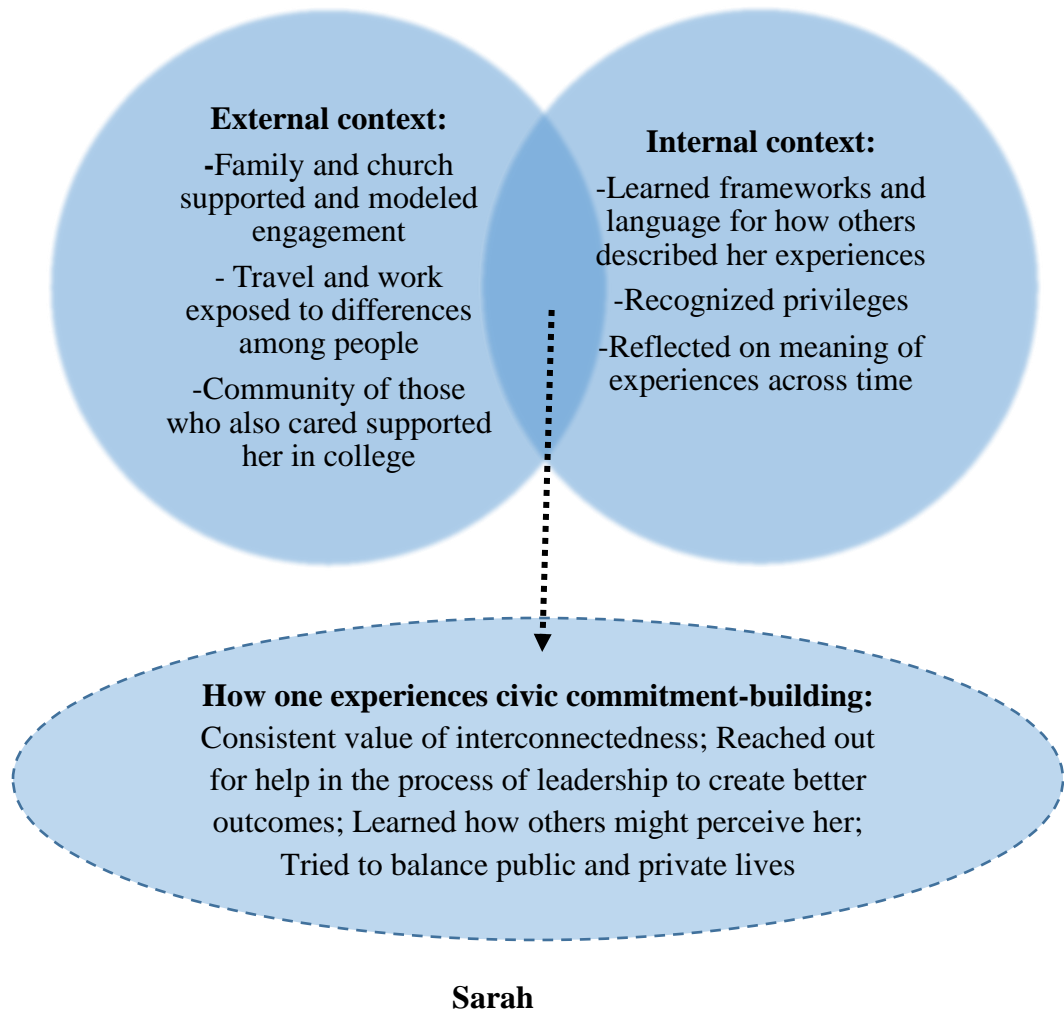 External context:
-Family and church
supported and modeled
engagement
- Travel and work
exposed to differences
among people
-Community of those
who also cared supported
her in college
Internal context:
-Learned frameworks and
language for how others
described her experiences
-Recognized privileges
-Reflected on meaning of
experiences across time
How one experiences civic commitment-building:
Consistent value of interconnectedness; Reached out
for help in the process of leadership to create better
outcomes; Learned how others might perceive her;
Tried to balance public and private lives
Sarah